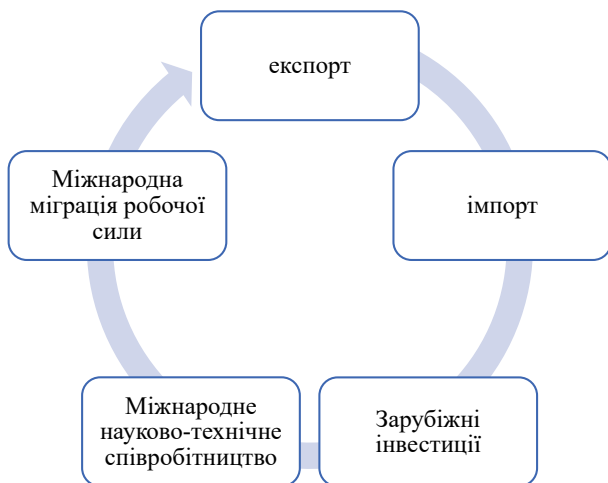 експорт
імпорт
Зарубіжні
інвестиції
Міжнародне
науково-технічне
співробітництво
Міжнародна
міграція робочої
сили